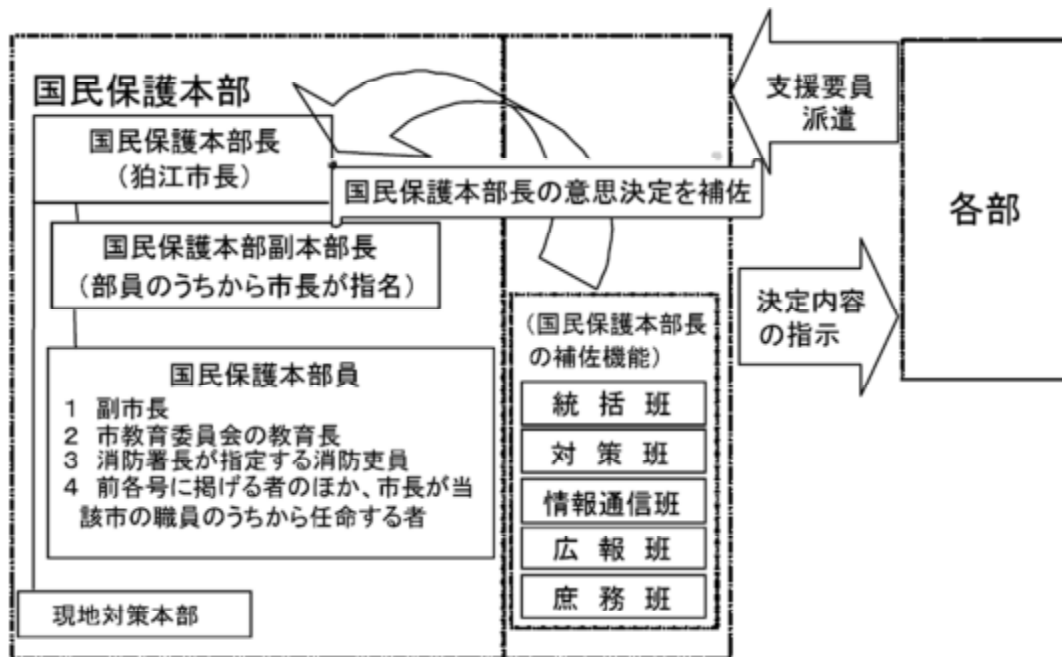 国民保護本部
国民保護本部長
（狛江市長）
国民保護本部長の意思決定を補佐
国民保護本部副本部長
（部員のうちから市長が指名）
国民保護本部員
1 副市長
2 市教育委員会の教育長
3 消防署長が指定する消防吏員
4 前各号に掲げる者のほか、市長が当
該市の職員のうちから任命する者
現地対策本部
（国民保護本部長
の補佐機能）
統 括 班
対 策 班
情報通信班
広 報 班
庶 務 班
支援要員
派遣
決定内容
の指示
各部